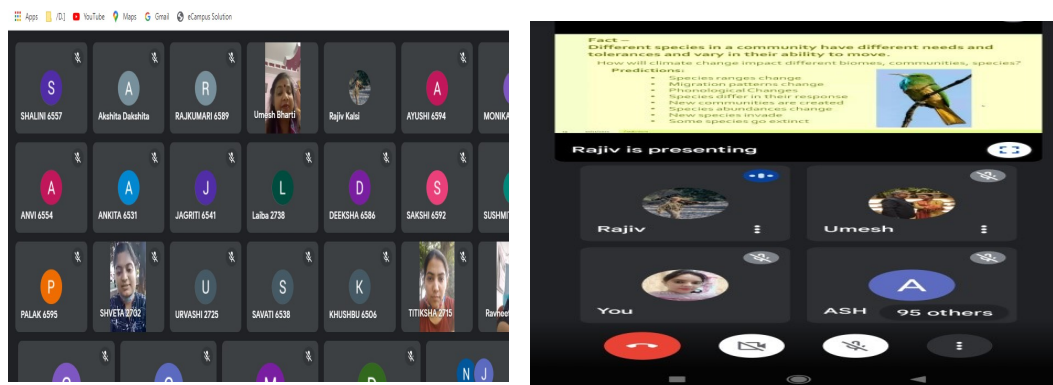 Apps /D.] YouTube Maps Gmail eCampus Solution
S A R A
SHALINI 6557 Akshita Dakshita RAJKUMARI 6589 Umesh Bharti Rajiv Kalsi AYUSHI 6594 MONIKA
A A J L D S
ANVI 6554 ANKITA 6531 JAGRITI 6541 Laiba 2738 DEEKSHA 6586 SAKSHI 6592 SUSHMI
P U S K
PALAK 6595 SHVETA 2702 URVASHI 2725 SAVATI 6538 KHUSHBU 6506 TITIKSHA 2715 Ravneet
N J
Fact –
Different species in a community have different needs and
tolerances and vary in their ability to move.
How will climate change impact different biomes, communities, species?
Predictions:
• Species ranges change
• Migration patterns change
• Phonological Changes
• Species differ in their response
• New communities are created
• Species abundances change
• New species invade
• Some species go extinct
Rajiv is presenting
Rajiv Umesh
A
You ASH 95 others